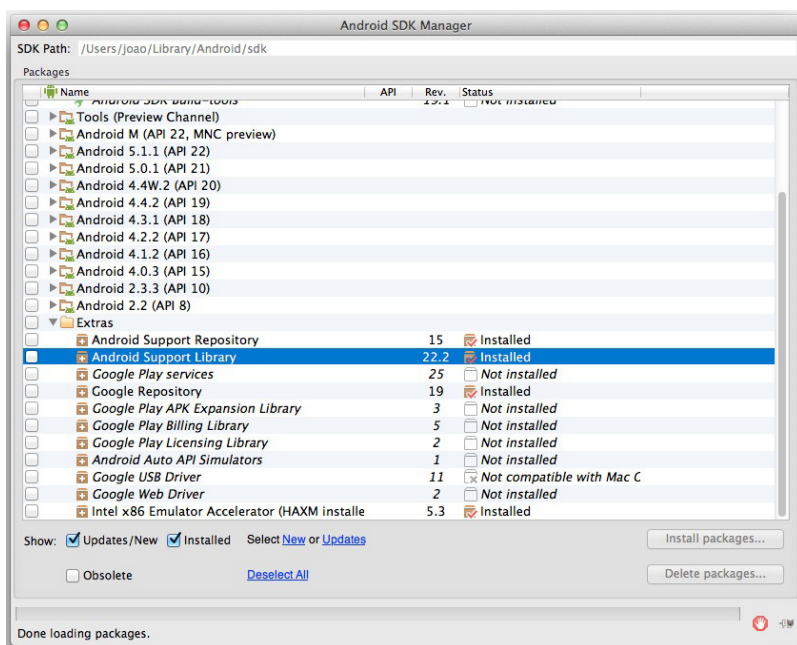 Android SDK Manager
SDK Path: /Users/joao/Library/Android/sdk
Packages
Name API Rev. Status
Android SDK Build-tools 19.1 Not installed
Tools (Preview Channel)
Android M (API 22, MNC preview)
Android 5.1.1 (API 22)
Android 5.0.1 (API 21)
Android 4.4W.2 (API 20)
Android 4.4.2 (API 19)
Android 4.3.1 (API 18)
Android 4.2.2 (API 17)
Android 4.1.2 (API 16)
Android 4.0.3 (API 15)
Android 2.3.3 (API 10)
Android 2.2 (API 8)
Extras
Android Support Repository 15 Installed
Android Support Library 22.2 Installed
Google Play services 25 Not installed
Google Repository 19 Installed
Google Play APK Expansion Library 3 Not installed
Google Play Billing Library 5 Not installed
Google Play Licensing Library 2 Not installed
Android Auto API Simulators 1 Not installed
Google USB Driver 11 Not compatible with Mac C
Google Web Driver 2 Not installed
Intel x86 Emulator Accelerator (HAXM installe 5.3 Installed
Show: Updates/New Installed Select New or Updates Install packages...
Obsolete Deselect All Delete packages...
Done loading packages.